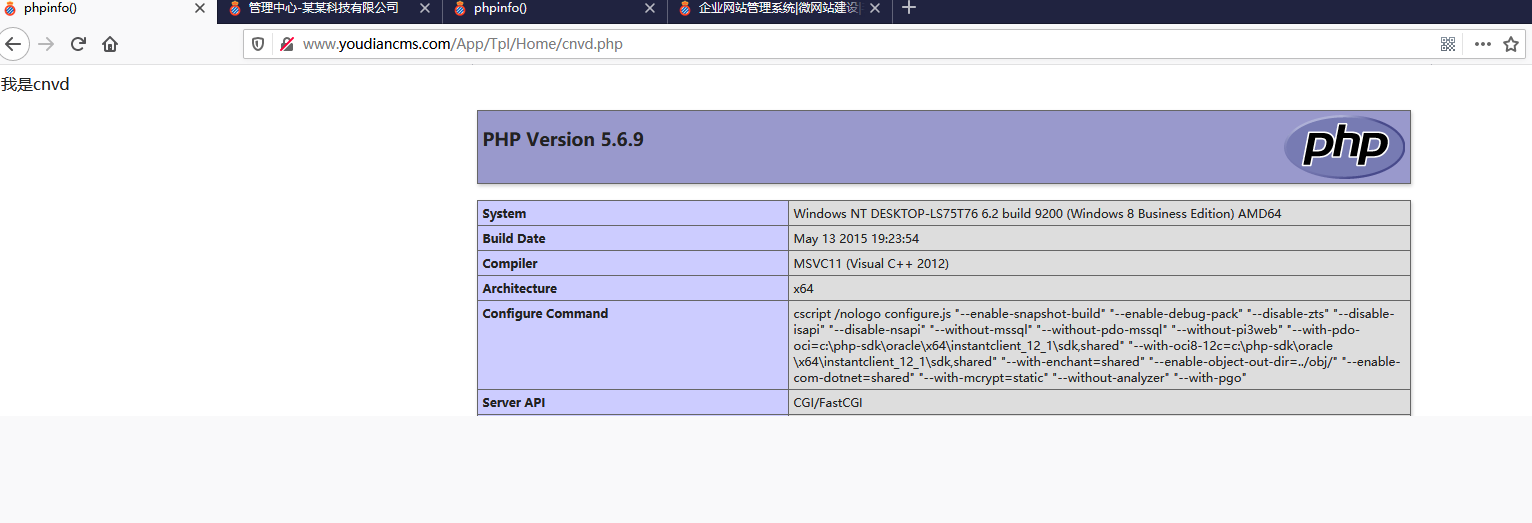 phpinfo()
管理中心-某某科技有限公司
phpinfo()
企业网站管理系统|微网站建设|
www.youdiancms.com/App/Tpl/Home/cnvd.php
我是cnvd
PHP Version 5.6.9
php
System
Windows NT DESKTOP-LS75T76 6.2 build 9200 (Windows 8 Business Edition) AMD64
Build Date
May 13 2015 19:23:54
Compiler
MSVC11 (Visual C++ 2012)
Architecture
x64
Configure Command
cscript /nologo configure.js "--enable-snapshot-build" "--enable-debug-pack" "--disable-zts" "--disable-
isapi" "--disable-nsapi" "--without-mssql" "--without-pdo-mssql" "--without-pi3web" "--with-pdo-
oci=c:\php-sdk\oracle\x64\instantclient_12_1\sdk,shared" "--with-oci8-12c=c:\php-sdk\oracle
\x64\instantclient_12_1\sdk,shared" "--with-enchant=shared" "--enable-object-out-dir=../obj/" "--enable-
com-dotnet=shared" "--with-mcrypt=static" "--without-analyzer" "--with-pgo"
Server API
CGI/FastCGI